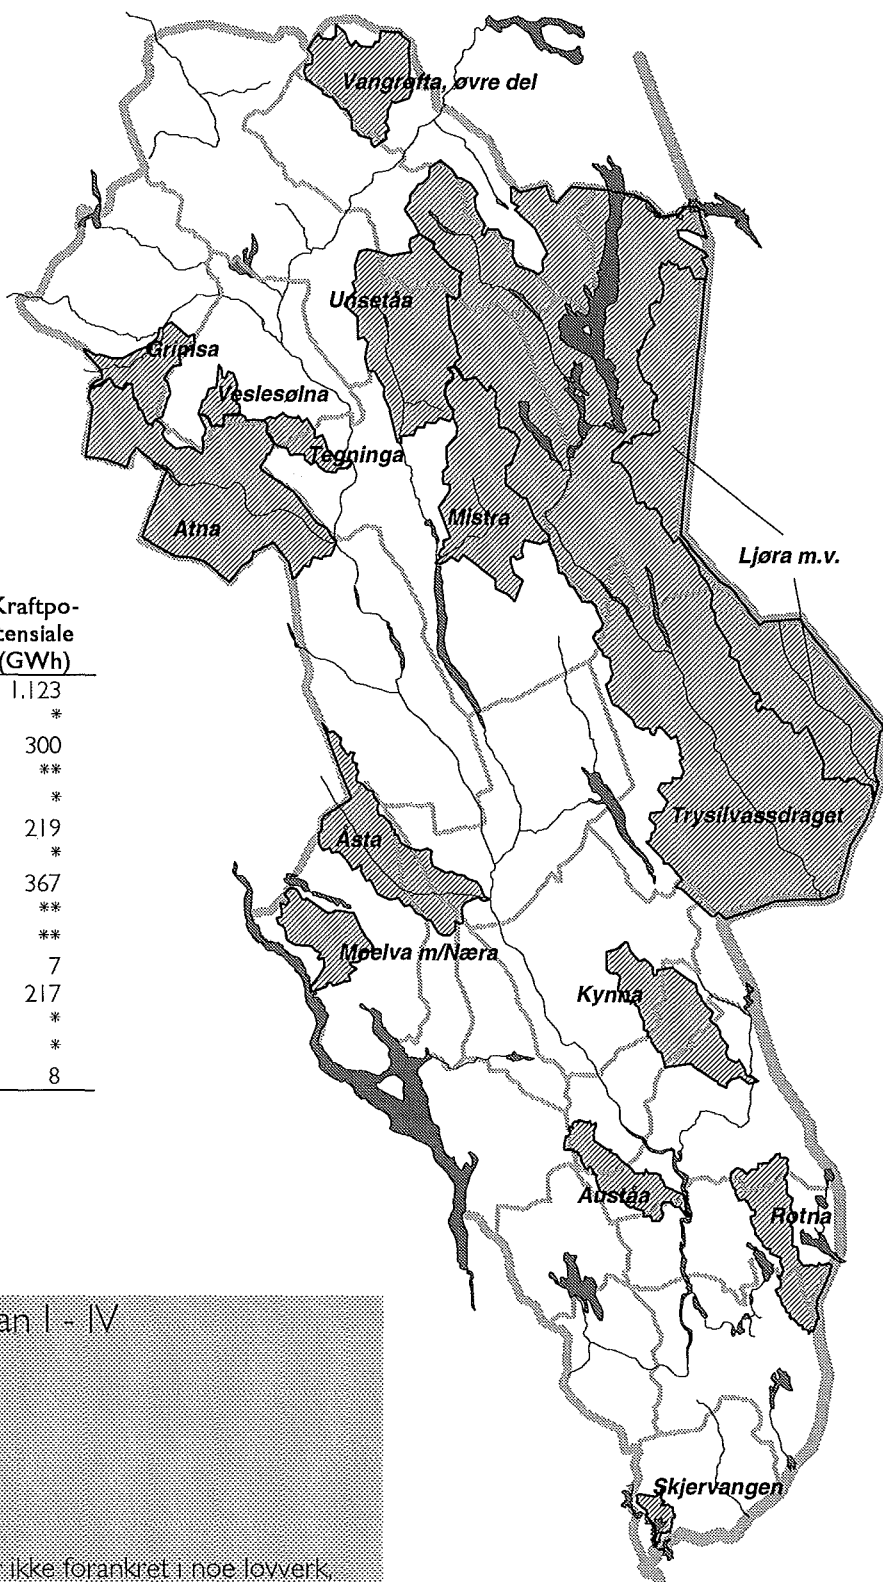 Vangrøfta, øvre del
Unsetåa
Grimsa
Veslesølna
Tegninga
Atna
Mistra
Ljøra m.v.
Kraftpo-
tensiale
(GWh)
1.123
*
300
**
*
219
*
367
**
**
7
217
*
*
8
Trysilvassdraget
Åsta
Moelva m/Næra
Kynna
Auståa
Rotna
an I - IV
Skjervangen
ikke forankret i noe lovverk,